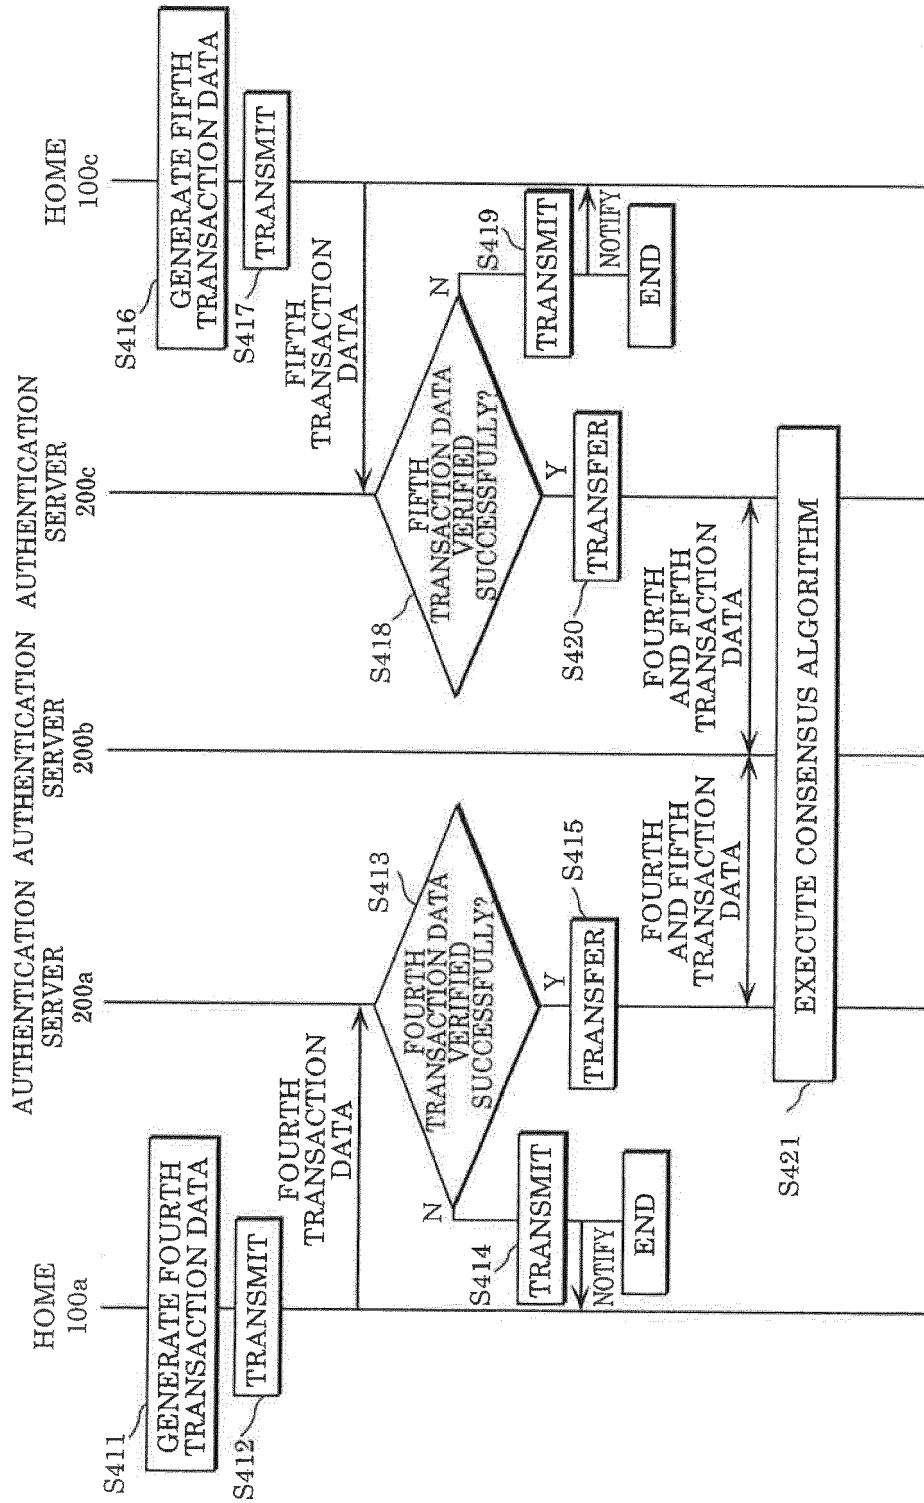 HOME
100a
AUTHENTICATION
SERVER
200a
AUTHENTICATION
SERVER
200b
AUTHENTICATION
SERVER
200c
HOME
100c
S411
GENERATE FOURTH
TRANSACTION DATA
S412
TRANSMIT
FOURTH
TRANSACTION
DATA
S413
FOURTH
TRANSACTION DATA
VERIFIED
SUCCESSFULLY?
N
Y
S414
TRANSMIT
NOTIFY
END
S415
TRANSFER
S416
GENERATE FIFTH
TRANSACTION DATA
S417
TRANSMIT
FIFTH
TRANSACTION
DATA
S418
FIFTH
TRANSACTION DATA
VERIFIED
SUCCESSFULLY?
N
Y
S419
TRANSMIT
NOTIFY
END
S420
TRANSFER
FOURTH
AND FIFTH
TRANSACTION
DATA
FOURTH
AND FIFTH
TRANSACTION
DATA
S421
EXECUTE CONSENSUS ALGORITHM